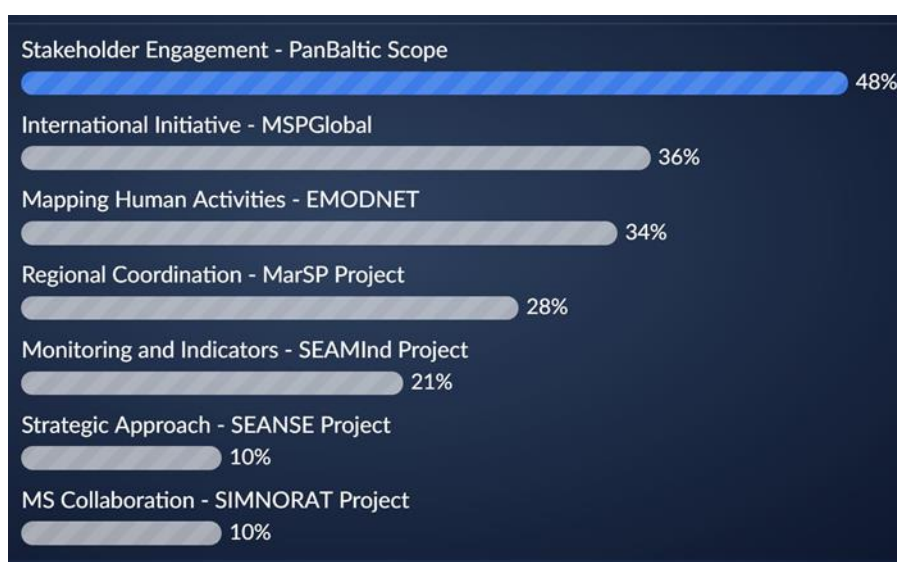 Stakeholder Engagement - PanBaltic Scope
48%
International Initiative - MSPGlobal
36%
Mapping Human Activities - EMODNET
34%
Regional Coordination - MarSP Project
28%
Monitoring and Indicators - SEAMInd Project
21%
Strategic Approach - SEANSE Project
10%
MS Collaboration - SIMNORAT Project
10%